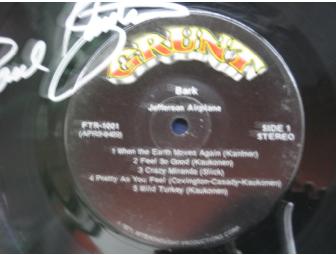 GRUNT
Bark
Jefferson Airplane
FTR-1001
SIDE 1
STEREO
1 When the Earth Moves Again (Kantner)
2 Feel So Good (Kaukonen)
3 Crazy Miranda (Slick)
4 Pretty As You Feel (Covington-Casady-Kaukonen)
5 Wild Turkey (Kaukonen)